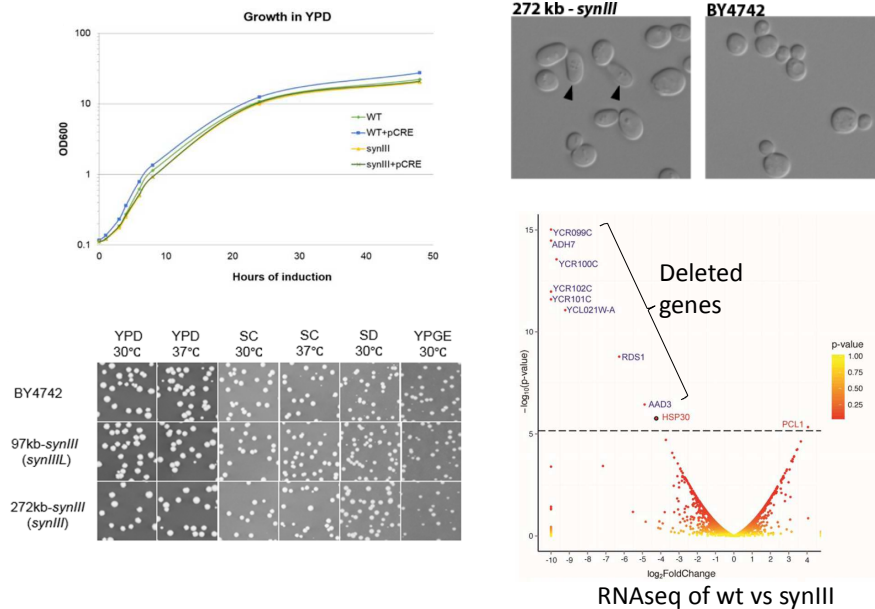 Growth in YPD
100
10
1
0.1
OD600
0 10 20 30 40 50
Hours of induction
WT
WT+pCRE
synIII
synIII+pCRE
272 kb - synIII
BY4742
YPD YPD SC SC SD YPGE
30°C 37°C 30°C 37°C 30°C 30°C
BY4742
97kb-synIII
(synIIIL)
272kb-synIII
(synIII)
15
10
5
0
−log10(p-value)
YCR099C
ADH7
YCR100C
YCR102C
YCR101C
YCL021W-A
RDS1
AAD3
HSP30
PCL1
Deleted
genes
p-value
1.00
0.75
0.50
0.25
-10 -9 -8 -7 -6 -5 -4 -3 -2 -1 0 1 2 3 4
log2FoldChange
RNAseq of wt vs synIII